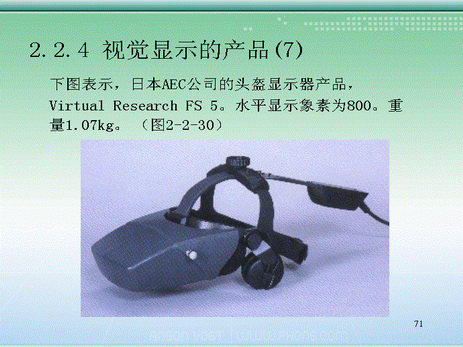 2.2.4 视觉显示的产品(7)
下图表示，日本AEC公司的头盔显示器产品，
Virtual Research FS 5。水平显示象素为800。重
量1.07kg。（图2-2-30）
71